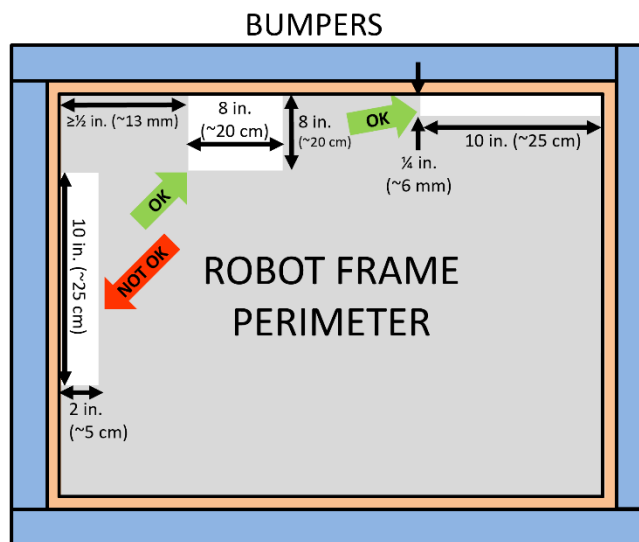 BUMPERS
≥½ in. (~13 mm)
8 in.
(~20 cm)
8 in.
(~20 cm)
OK
10 in. (~25 cm)
¼ in.
(~6 mm)
OK
NOT OK
10 in. (~25 cm)
ROBOT FRAME
PERIMETER
2 in.
(~5 cm)